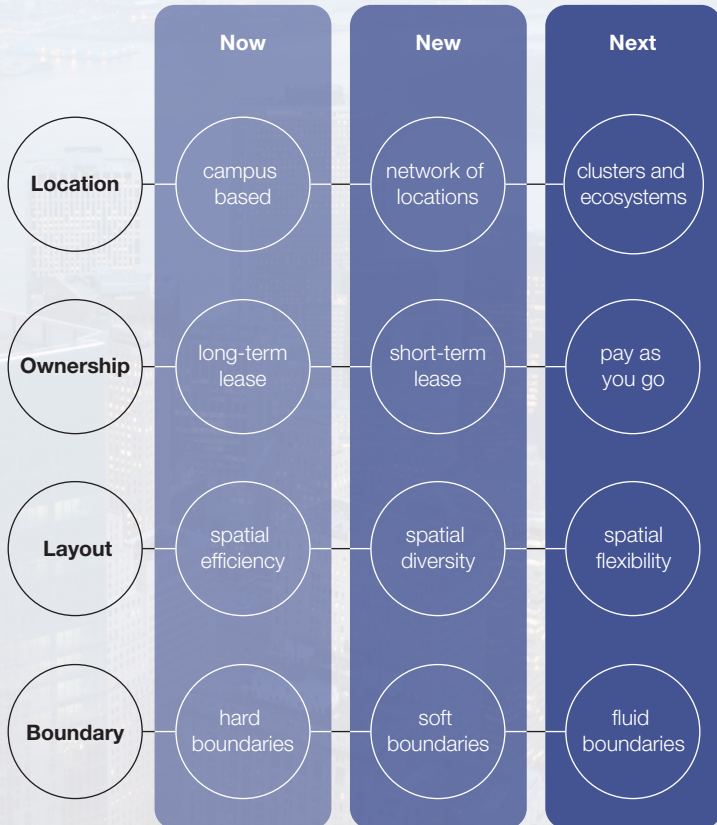 Now
New
Next
Location
campus
based
network of
locations
clusters and
ecosystems
Ownership
long-term
lease
short-term
lease
pay as
you go
Layout
spatial
efficiency
spatial
diversity
spatial
flexibility
Boundary
hard
boundaries
soft
boundaries
fluid
boundaries